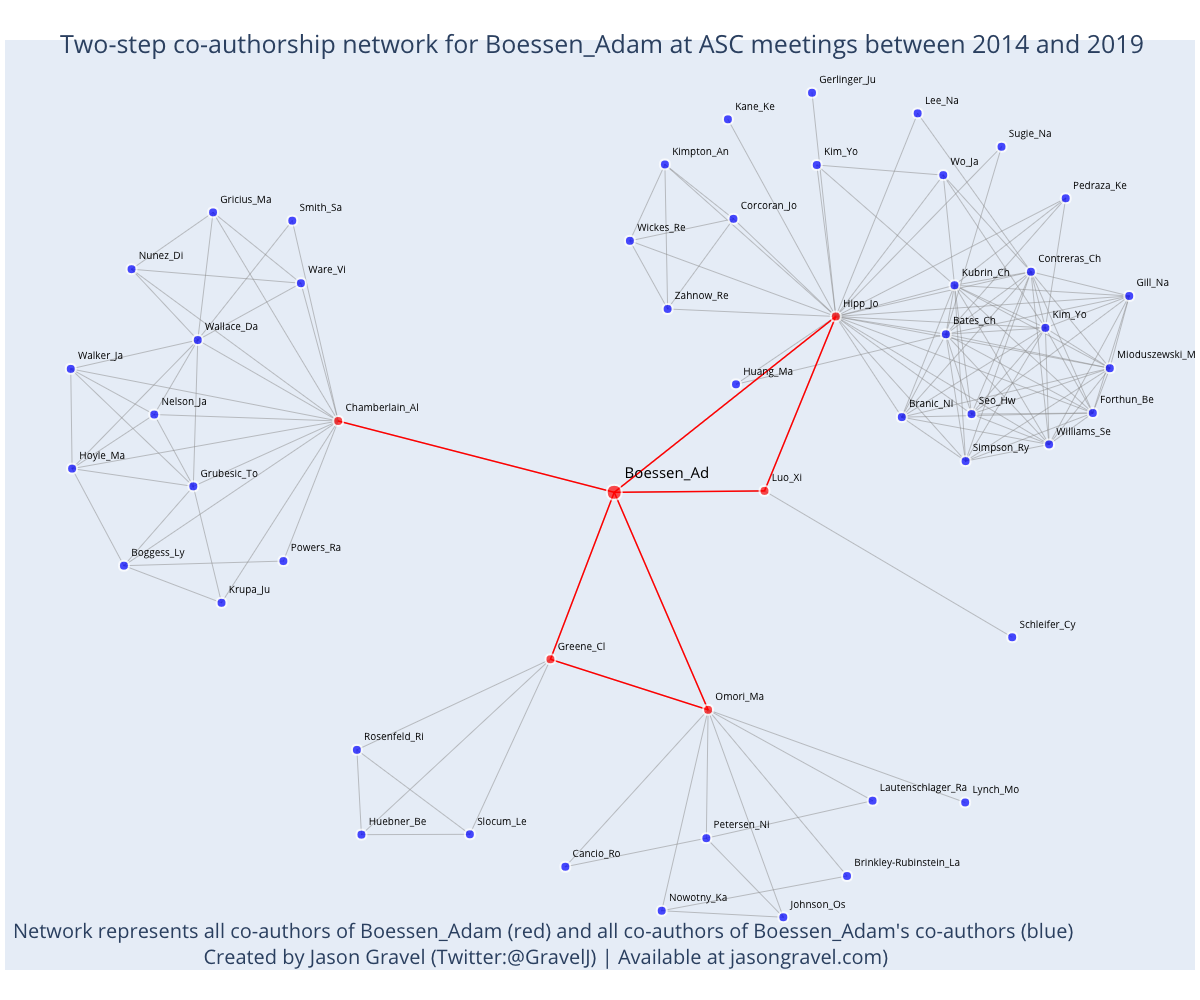 Two-step co-authorship network for Boessen_Adam at ASC meetings between 2014 and 2019
Gerlinger_Ju
Kane_Ke
Lee_Na
Sugie_Na
Kimpton_An
Kim_Yo
Wo_Ja
Pedraza_Ke
Gricius_Ma
Smith_Sa
Corcoran_Jo
Wickes_Re
Nunez_Di
Ware_Vi
Contreras_Ch
Kubrin_Ch
Gill_Na
Zahnow_Re
Hipp_Jo
Wallace_Da
Bates_Ch
Kim_Yo
Walker_Ja
Mioduszewski_M
Huang_Ma
Nelson_Ja
Chamberlain_Al
Branic_Ni
Seo_Hw
Forthun_Be
Williams_Se
Hoyle_Ma
Grubesic_To
Simpson_Ry
Boessen_Ad
Luo_Xi
Boggess_Ly
Powers_Ra
Krupa_Ju
Schleifer_Cy
Greene_Cl
Omori_Ma
Rosenfeld_Ri
Lautenschlager_Ra
Lynch_Mo
Huebner_Be
Slocum_Le
Petersen_Ni
Cancio_Ro
Brinkley-Rubinstein_La
Nowotny_Ka
Johnson_Os
Network represents all co-authors of Boessen_Adam (red) and all co-authors of Boessen_Adam's co-authors (blue)
Created by Jason Gravel (Twitter:@GravelJ) | Available at jasongravel.com)